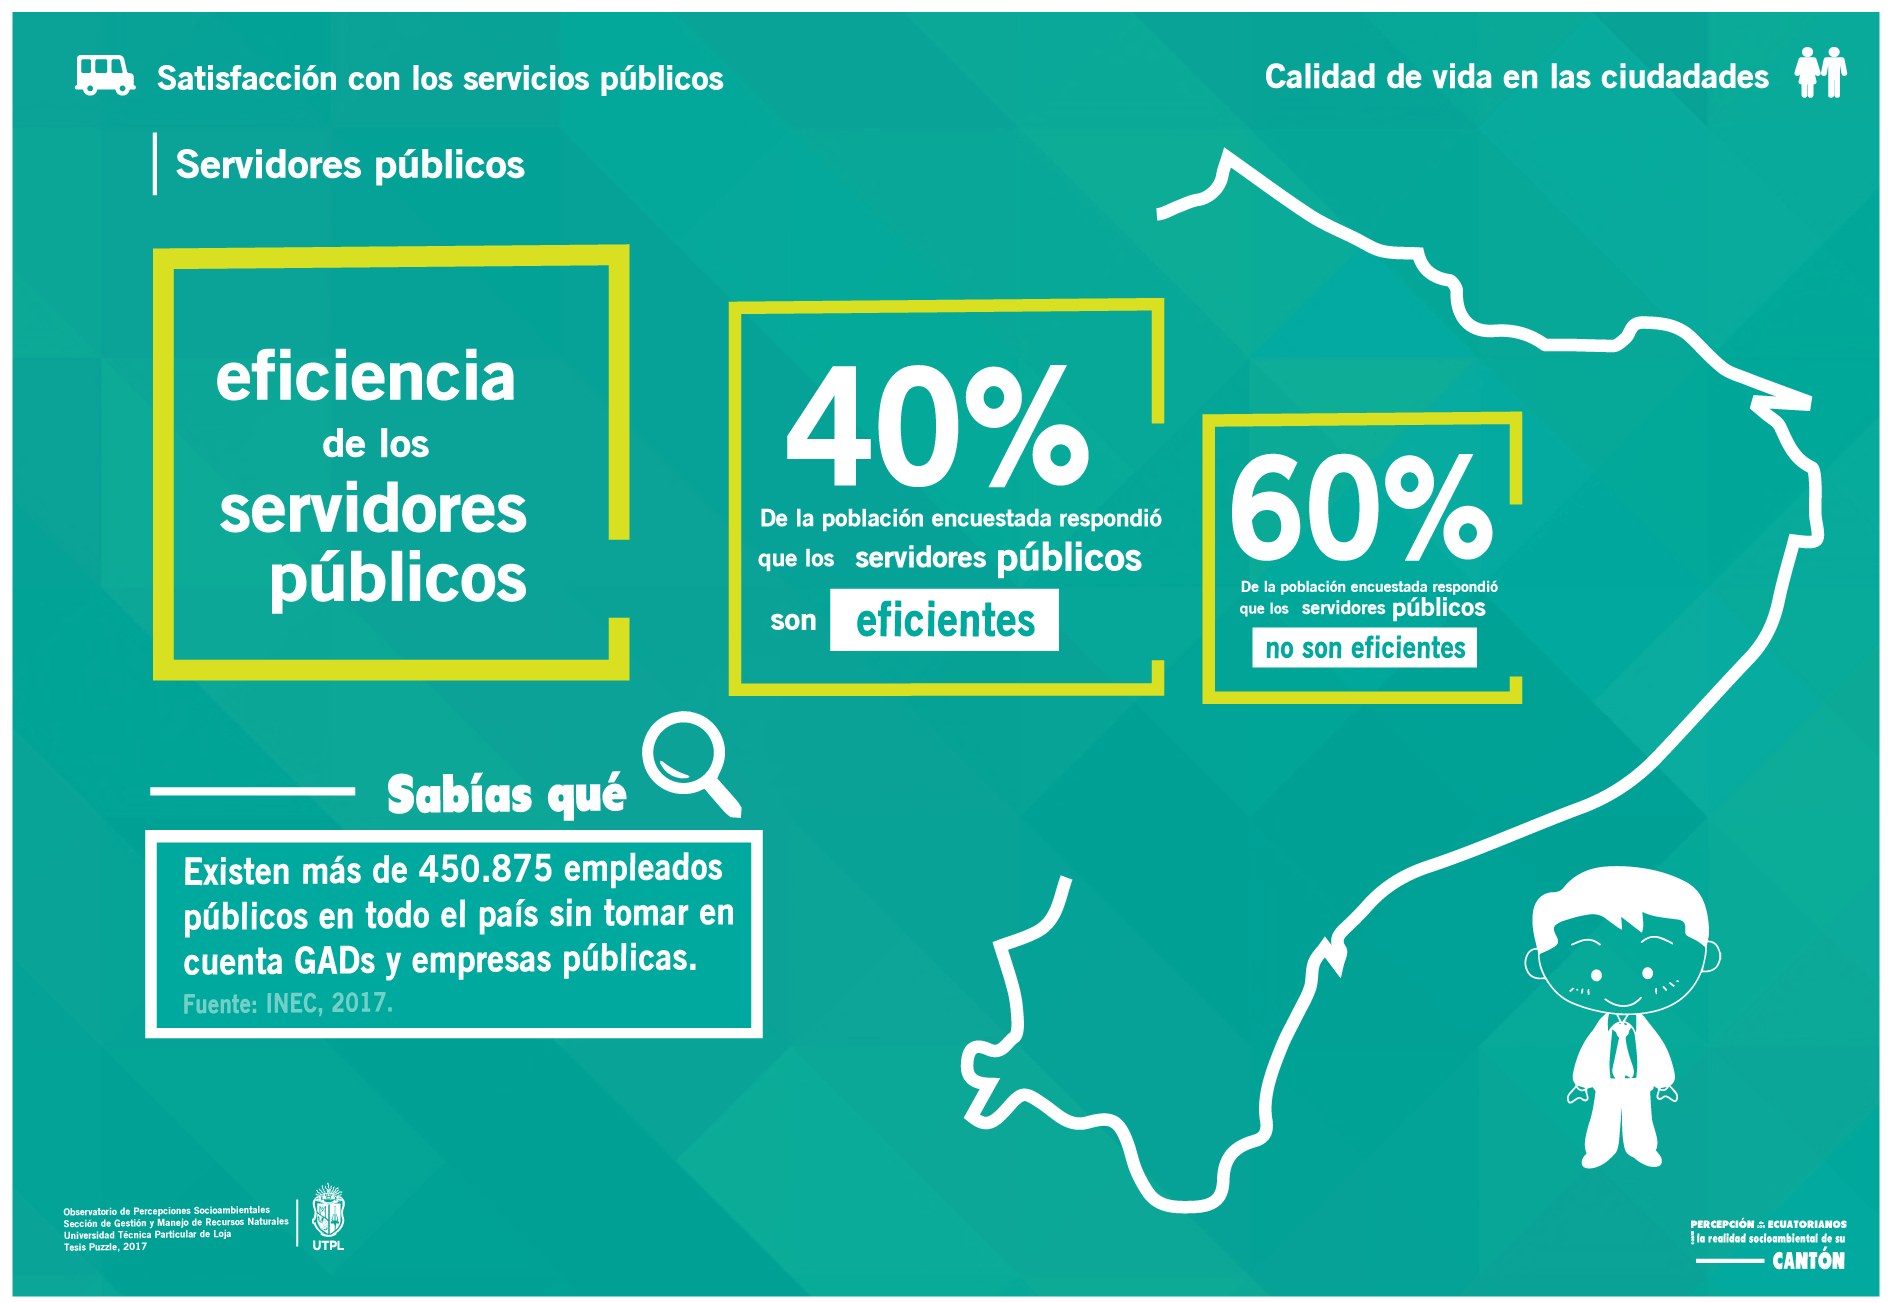 Satisfacción con los servicios públicos
Calidad de vida en las ciudadades
Servidores públicos
eficiencia
de los
servidores
públicos
40%
De la población encuestada respondió
que los servidores públicos
son eficientes
60%
De la población encuestada respondió
que los servidores públicos
no son eficientes
Sabías qué
Existen más de 450.875 empleados
públicos en todo el país sin tomar en
cuenta GADs y empresas públicas.
Fuente: INEC, 2017.
Observatorio de Percepciones Socioambientales
Sección de Gestión y Manejo de Recursos Naturales
Universidad Técnica Particular de Loja
Tesis Puzzle, 2017
UTPL
PERCEPCIÓN DE LOS ECUATORIANOS
la realidad socioambiental de su
CANTÓN